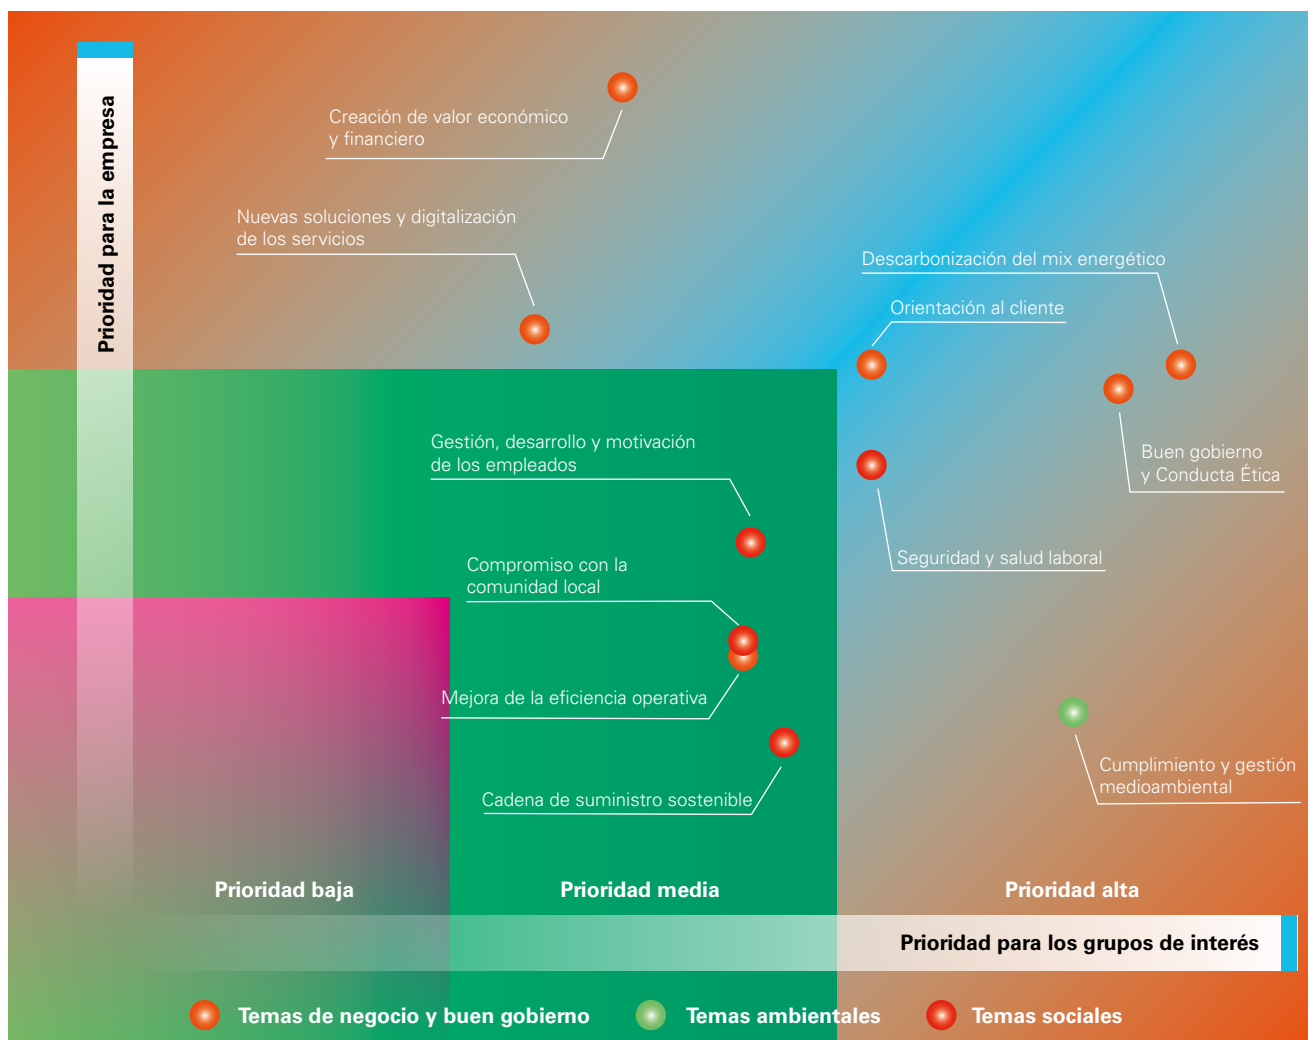 Prioridad para la empresa
Creación de valor económico
y financiero
Nuevas soluciones y digitalización
de los servicios
Descarbonización del mix energético
Orientación al cliente
Gestión, desarrollo y motivación
de los empleados
Buen gobierno
y Conducta Ética
Compromiso con la
comunidad local
Seguridad y salud laboral
Mejora de la eficiencia operativa
Cumplimiento y gestión
medioambiental
Cadena de suministro sostenible
Prioridad baja
Prioridad media
Prioridad alta
Prioridad para los grupos de interés
Temas de negocio y buen gobierno
Temas ambientales
Temas sociales